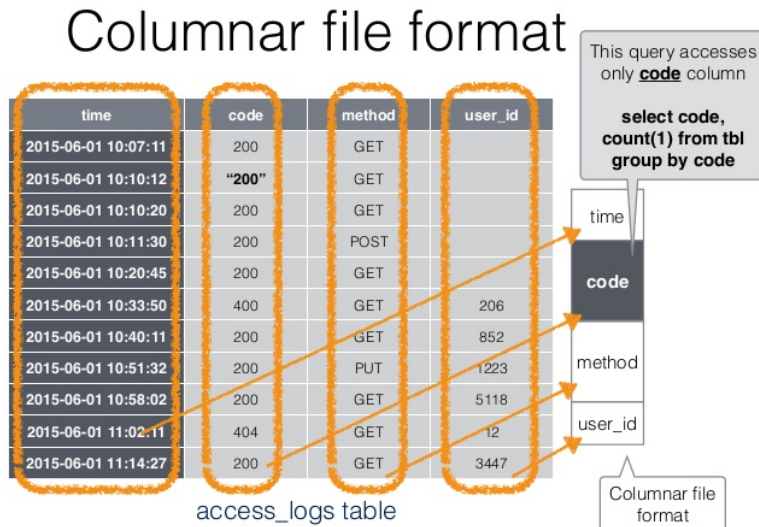 Columnar file format
This query accesses
only code column
select code,
count(1) from tbl
group by code
time code method user_id
2015-06-01 10:07:11 200 GET
2015-06-01 10:10:12 “200” GET
2015-06-01 10:10:20 200 GET
2015-06-01 10:11:30 200 POST
2015-06-01 10:20:45 200 GET
2015-06-01 10:33:50 400 GET 206
2015-06-01 10:40:11 200 GET 852
2015-06-01 10:51:32 200 PUT 1223
2015-06-01 10:58:02 200 GET 5118
2015-06-01 11:02:11 404 GET 12
2015-06-01 11:14:27 200 GET 3447
access_logs table
time
code
method
user_id
Columnar file
format